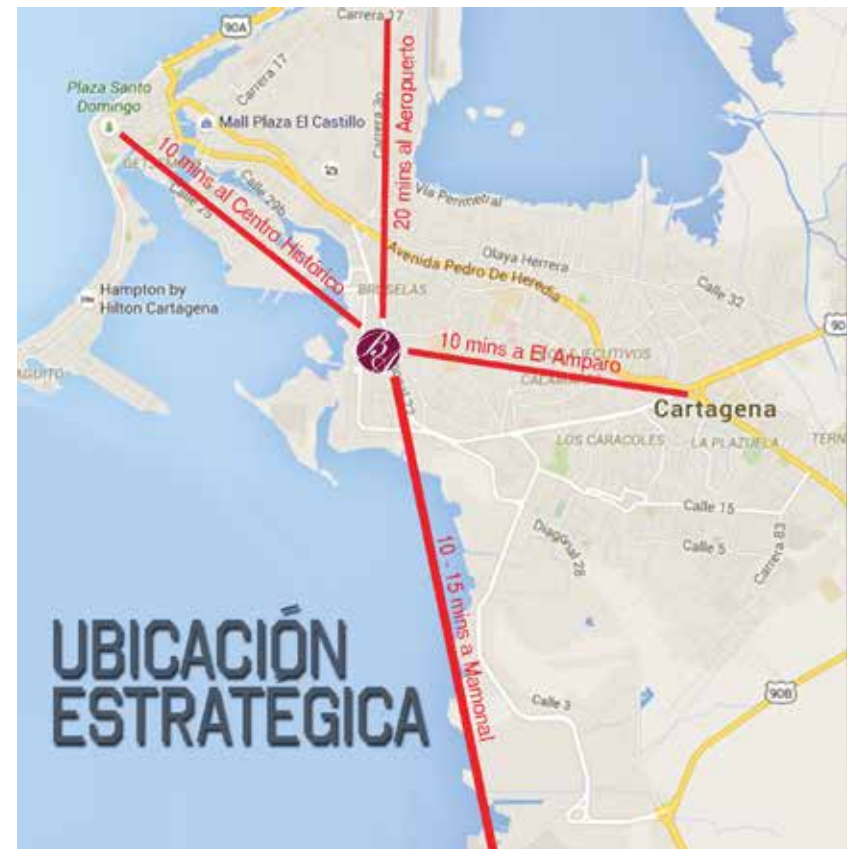 Carrera 17
90A
Plaza Santo
Domingo
Carrera 17
Mall Plaza El Castillo
Carrera 30
20 mins al Aeropuerto
10 mins al Centro Histórico
Calle 25
Calle 29b
Vía Perimetral
Olaya Herrera
Avenida Pedro De Heredia
Calle 32
Hampton by
Hilton Cartagena
BRUSELAS
90
10 mins a El Amparo
Cartagena
LOS CARACOLES
LA PLAZUELA
TERN
Calle 15
Diagonal 28
Calle 5
Carrera 83
10 - 15 mins a Mamonal
UBICACIÓN
ESTRATÉGICA
Calle 3
90B